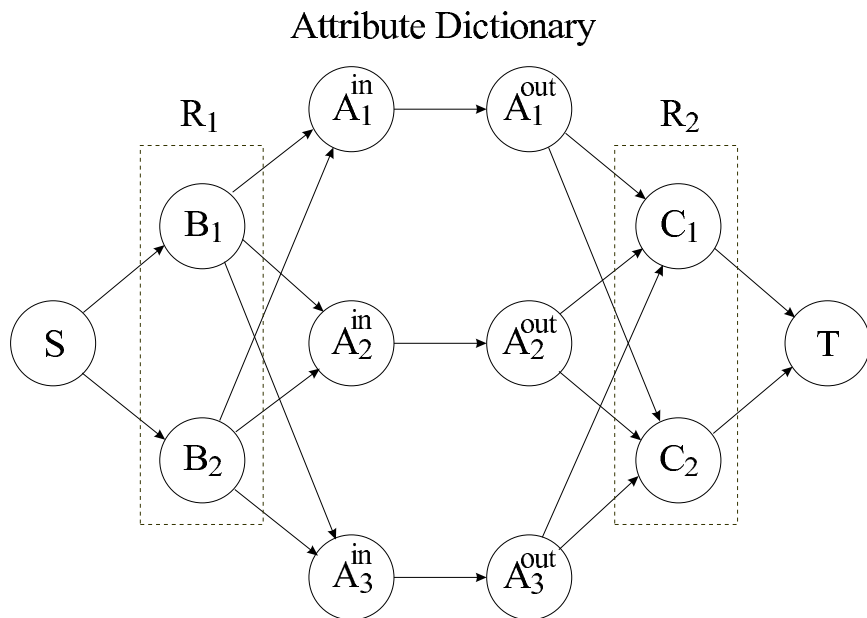 Attribute Dictionary
R1
R2
A1in
A1out
B1
C1
S
A2in
A2out
T
B2
C2
A3in
A3out